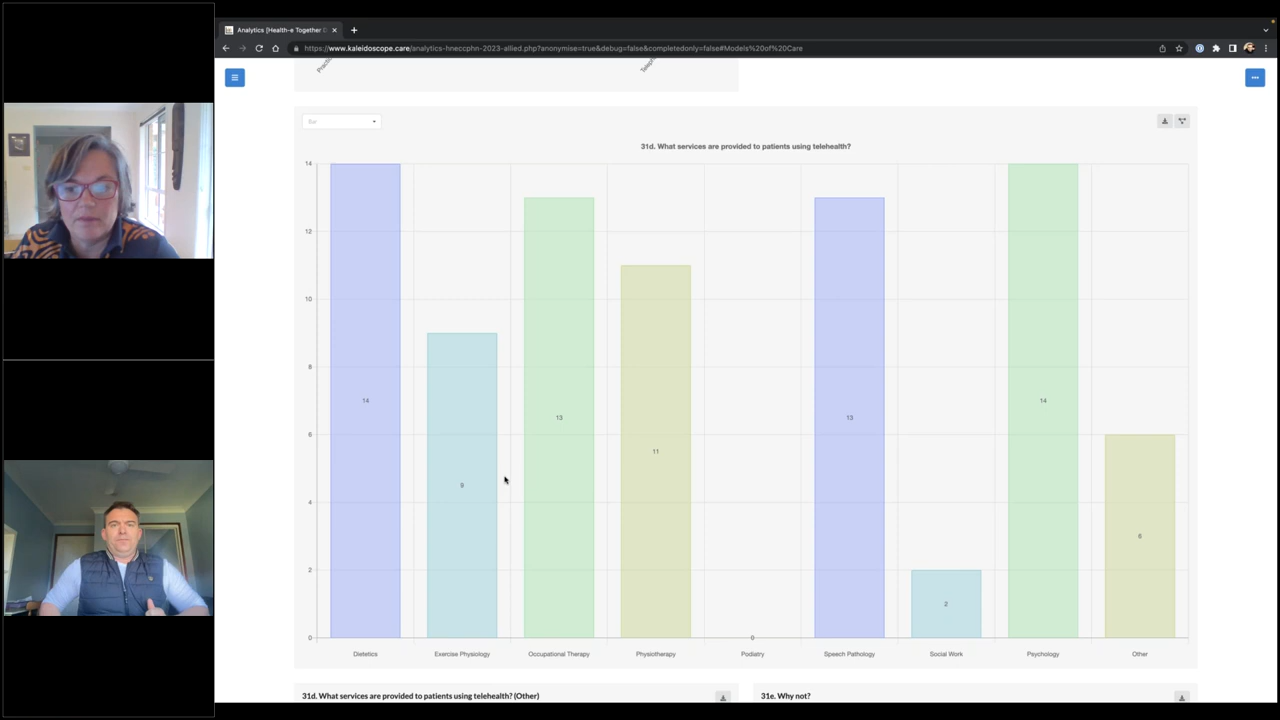 Analytics [Health-e Together D
https://www.kaleidoscope.care/analytics-hneccphn-2023-allied.php?anonymise=true&debug=false&completedonly=false#Models%20of%20Care
Practic
Teleph
Bar
31d. What services are provided to patients using telehealth?
14
12
10
8
6
4
2
0
14
9
13
11
0
13
2
14
6
Dietetics
Exercise Physiology
Occupational Therapy
Physiotherapy
Podiatry
Speech Pathology
Social Work
Psychology
Other
31d. What services are provided to patients using telehealth? (Other)
31e. Why not?